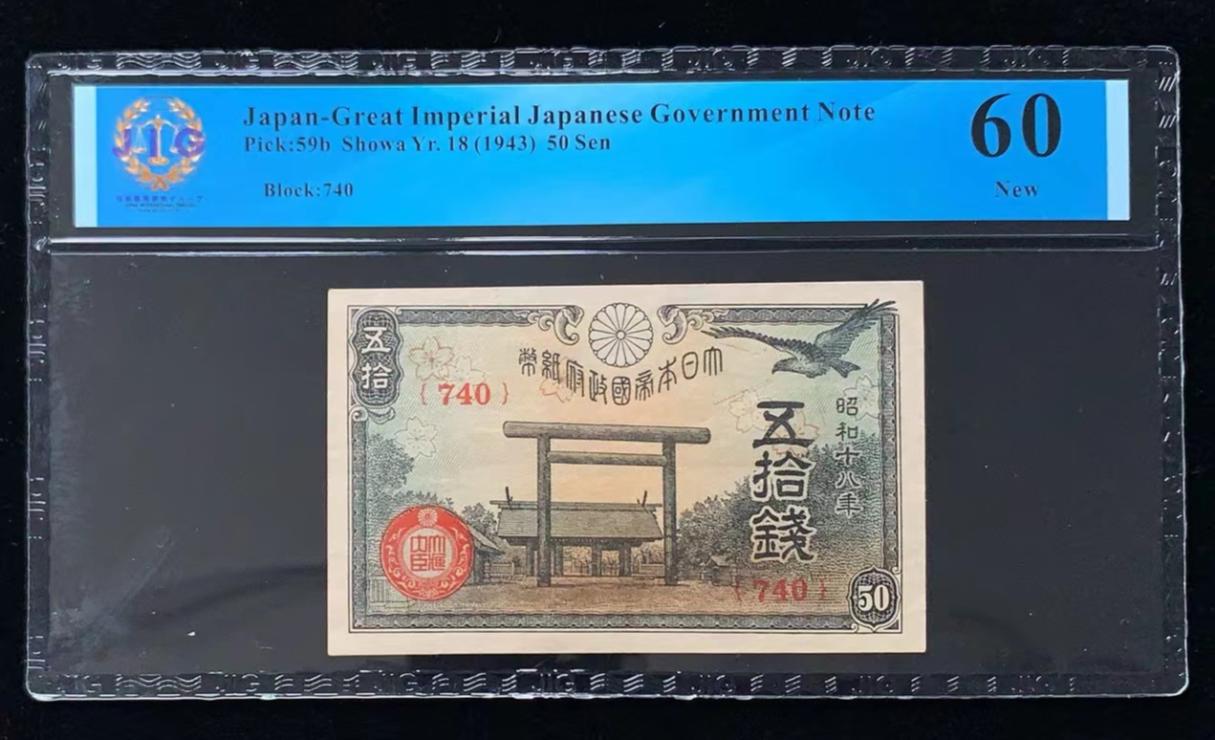 Japan-Great Imperial Japanese Government Note
Pick:59b Showa Yr. 18 (1943) 50 Sen
Block:740
60
New
JIG
五拾
大日本帝國政府紙幣
{ 740 }
昭和十八年
五拾錢
{ 740 }
50